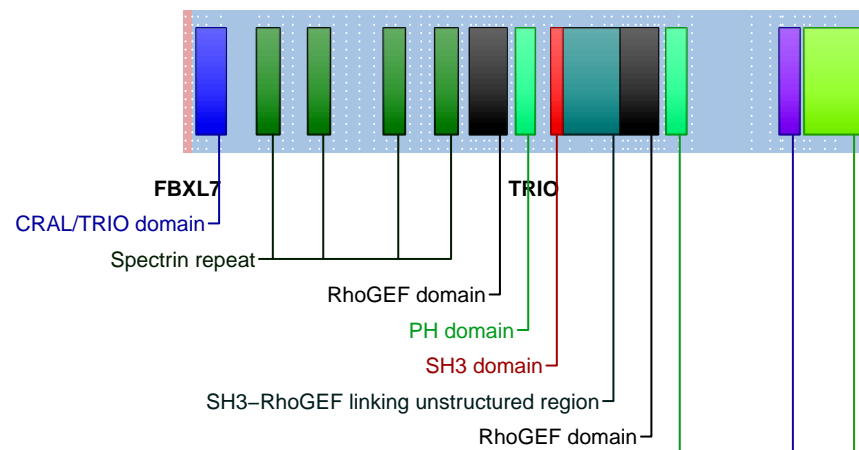 FBXL7 TRIO
CRAL/TRIO domain
Spectrin repeat
RhoGEF domain
PH domain
SH3 domain
SH3−RhoGEF linking unstructured region
RhoGEF domain